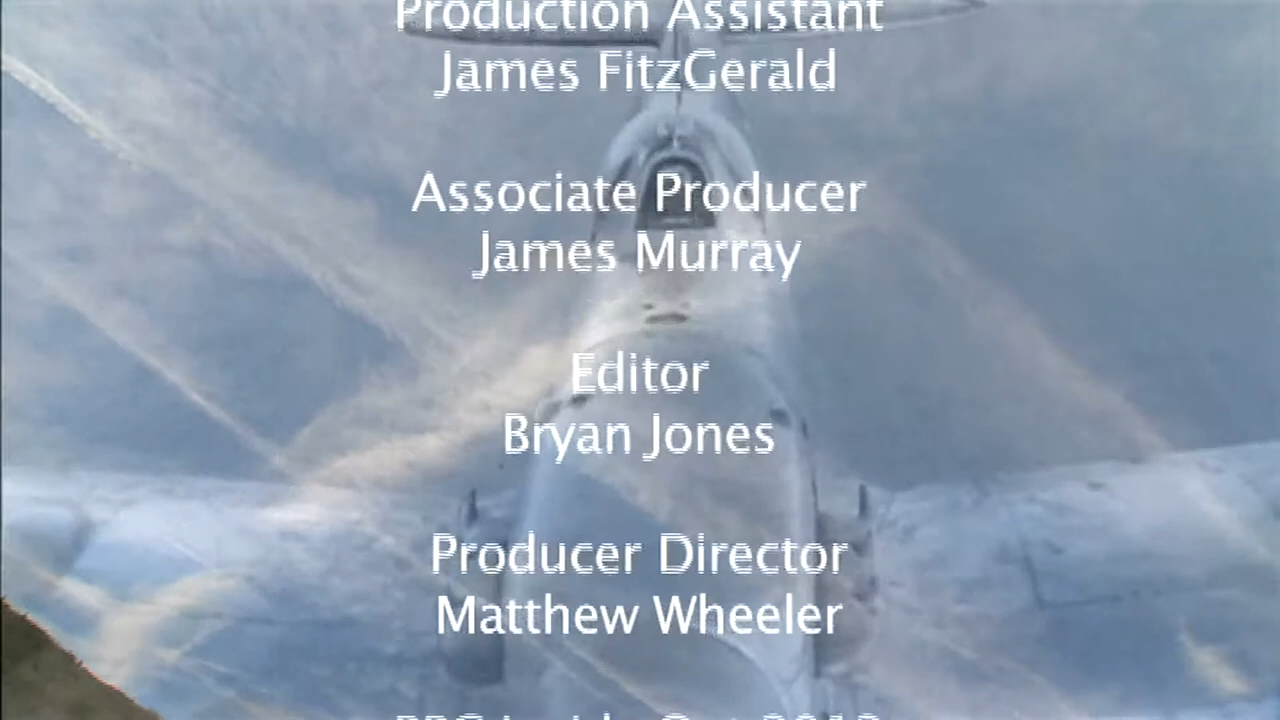 Production Assistant
James FitzGerald
Associate Producer
James Murray
Editor
Bryan Jones
Producer Director
Matthew Wheeler